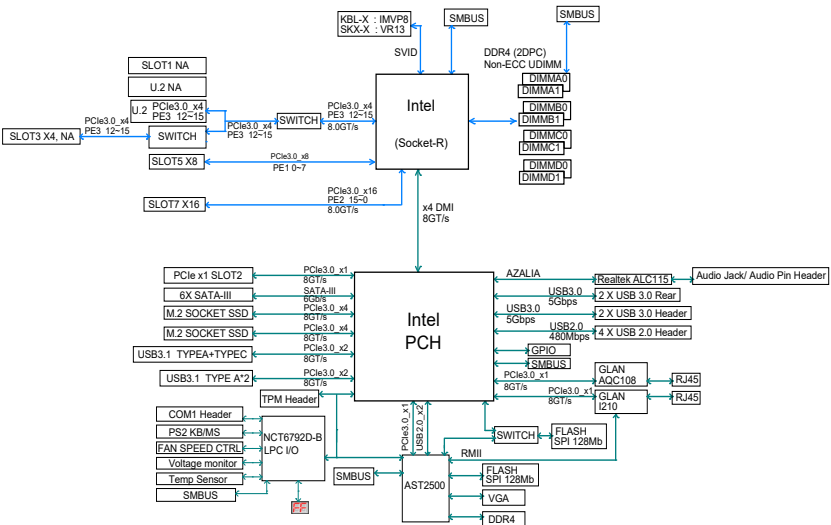 KBL-X : IMVP8
SKX-X : VR13
SMBUS
SMBUS
SVID
DDR4 (2DPC)
Non-ECC UDIMM
SLOT1 NA
U.2 NA
U.2 PCIe3.0_x4
PE3 12~15
PCIe3.0_x4
PE3 12~15
SLOT3 X4, NA
SWITCH
PCIe3.0_x4
PE3 12~15
SWITCH
PCIe3.0_x4
PE3 12~15
8.0GT/s
Intel
(Socket-R)
DIMMA0
DIMMA1
DIMMB0
DIMMB1
DIMMC0
DIMMC1
DIMMD0
DIMMD1
SLOT5 X8
PCIe3.0_x8
PE1 0~7
SLOT7 X16
PCIe3.0_x16
PE2 15~0
8.0GT/s
x4 DMI
8GT/s
PCIe x1 SLOT2
PCIe3.0_x1
8GT/s
6X SATA-III
SATA-III
6Gb/s
M.2 SOCKET SSD
PCIe3.0_x4
8GT/s
M.2 SOCKET SSD
PCIe3.0_x4
8GT/s
USB3.1 TYPEA+TYPEC
PCIe3.0_x2
8GT/s
USB3.1 TYPE A*2
PCIe3.0_x2
8GT/s
Intel
PCH
AZALIA
Realtek ALC115
Audio Jack/ Audio Pin Header
USB3.0
5Gbps
2 X USB 3.0 Rear
USB3.0
5Gbps
2 X USB 3.0 Header
USB2.0
480Mbps
4 X USB 2.0 Header
GPIO
SMBUS
PCIe3.0_x1
8GT/s
GLAN
AQC108
RJ45
PCIe3.0_x1
8GT/s
GLAN
I210
RJ45
TPM Header
COM1 Header
PS2 KB/MS
FAN SPEED CTRL
Voltage monitor
Temp Sensor
SMBUS
NCT6792D-B
LPC I/O
FF
PCIe3.0_x1
USB2.0_x2
SWITCH
FLASH
SPI 128Mb
RMII
SMBUS
AST2500
FLASH
SPI 128Mb
VGA
DDR4